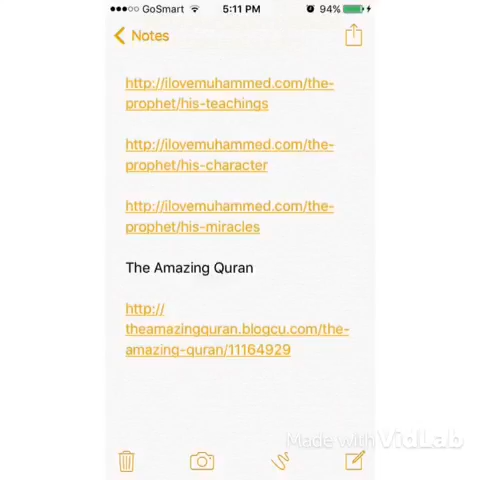 GoSmart 5:11 PM 94%
Notes
http://ilovemuhammed.com/the-
prophet/his-teachings
http://ilovemuhammed.com/the-
prophet/his-character
http://ilovemuhammed.com/the-
prophet/his-miracles
The Amazing Quran
http://
theamazingquran.blogcu.com/the-
amazing-quran/11164929
Made with VidLab